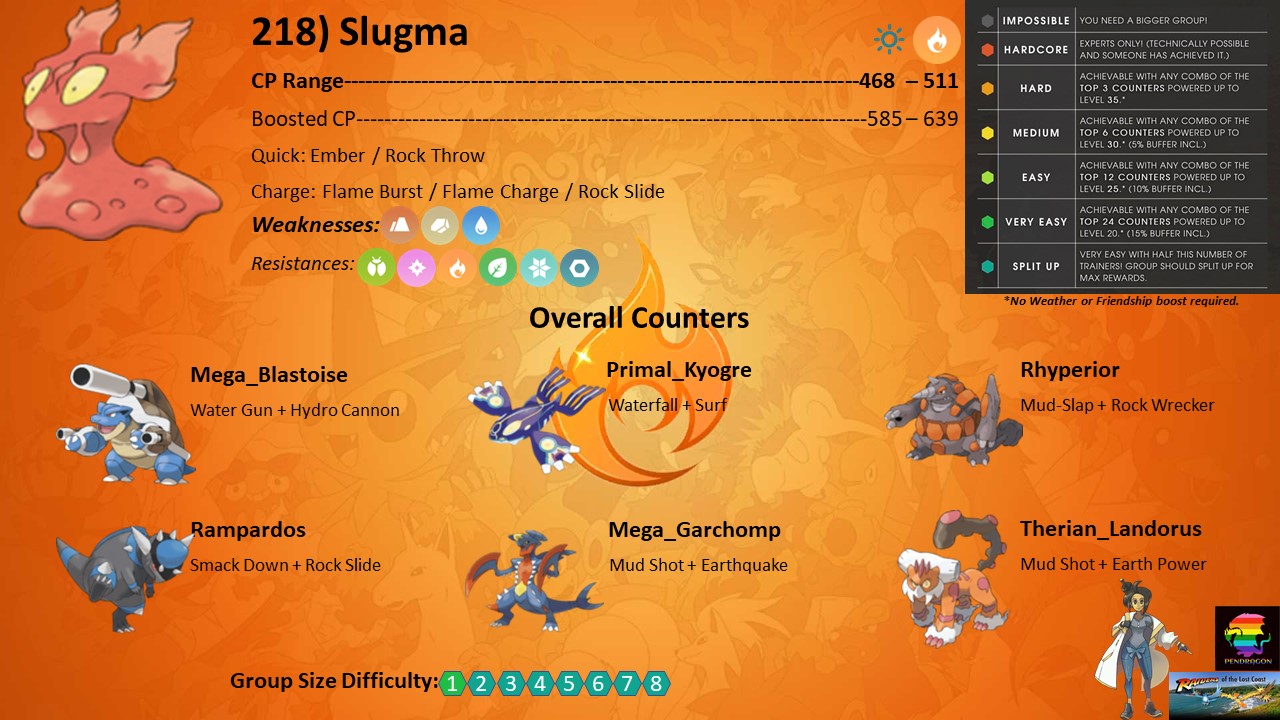 218) Slugma
CP Range------------------------------------------------------------------------------468 – 511
Boosted CP-----------------------------------------------------------------------------585 – 639
Quick: Ember / Rock Throw
Charge: Flame Burst / Flame Charge / Rock Slide
Weaknesses:
Resistances:
IMPOSSIBLE YOU NEED A BIGGER GROUP!
HARDCORE EXPERTS ONLY! (TECHNICALLY POSSIBLE
AND SOMEONE HAS ACHIEVED IT.)
HARD ACHIEVABLE WITH ANY COMBO OF THE
TOP 3 COUNTERS POWERED UP TO
LEVEL 35.*
MEDIUM ACHIEVABLE WITH ANY COMBO OF THE
TOP 6 COUNTERS POWERED UP TO
LEVEL 30.* (5% BUFFER INCL.)
EASY ACHIEVABLE WITH ANY COMBO OF THE
TOP 12 COUNTERS POWERED UP TO
LEVEL 25.* (10% BUFFER INCL.)
VERY EASY ACHIEVABLE WITH ANY COMBO OF THE
TOP 24 COUNTERS POWERED UP TO
LEVEL 20.* (15% BUFFER INCL.)
SPLIT UP VERY EASY WITH HALF THIS NUMBER OF
TRAINERS! GROUP SHOULD SPLIT UP FOR
MAX REWARDS.
*No Weather or Friendship boost required.
Overall Counters
Mega_Blastoise
Water Gun + Hydro Cannon
Primal_Kyogre
Waterfall + Surf
Rhyperior
Mud-Slap + Rock Wrecker
Rampardos
Smack Down + Rock Slide
Mega_Garchomp
Mud Shot + Earthquake
Therian_Landorus
Mud Shot + Earth Power
Group Size Difficulty: 1 2 3 4 5 6 7 8
PENDRAGON
RAIDERS of the Lost Coast